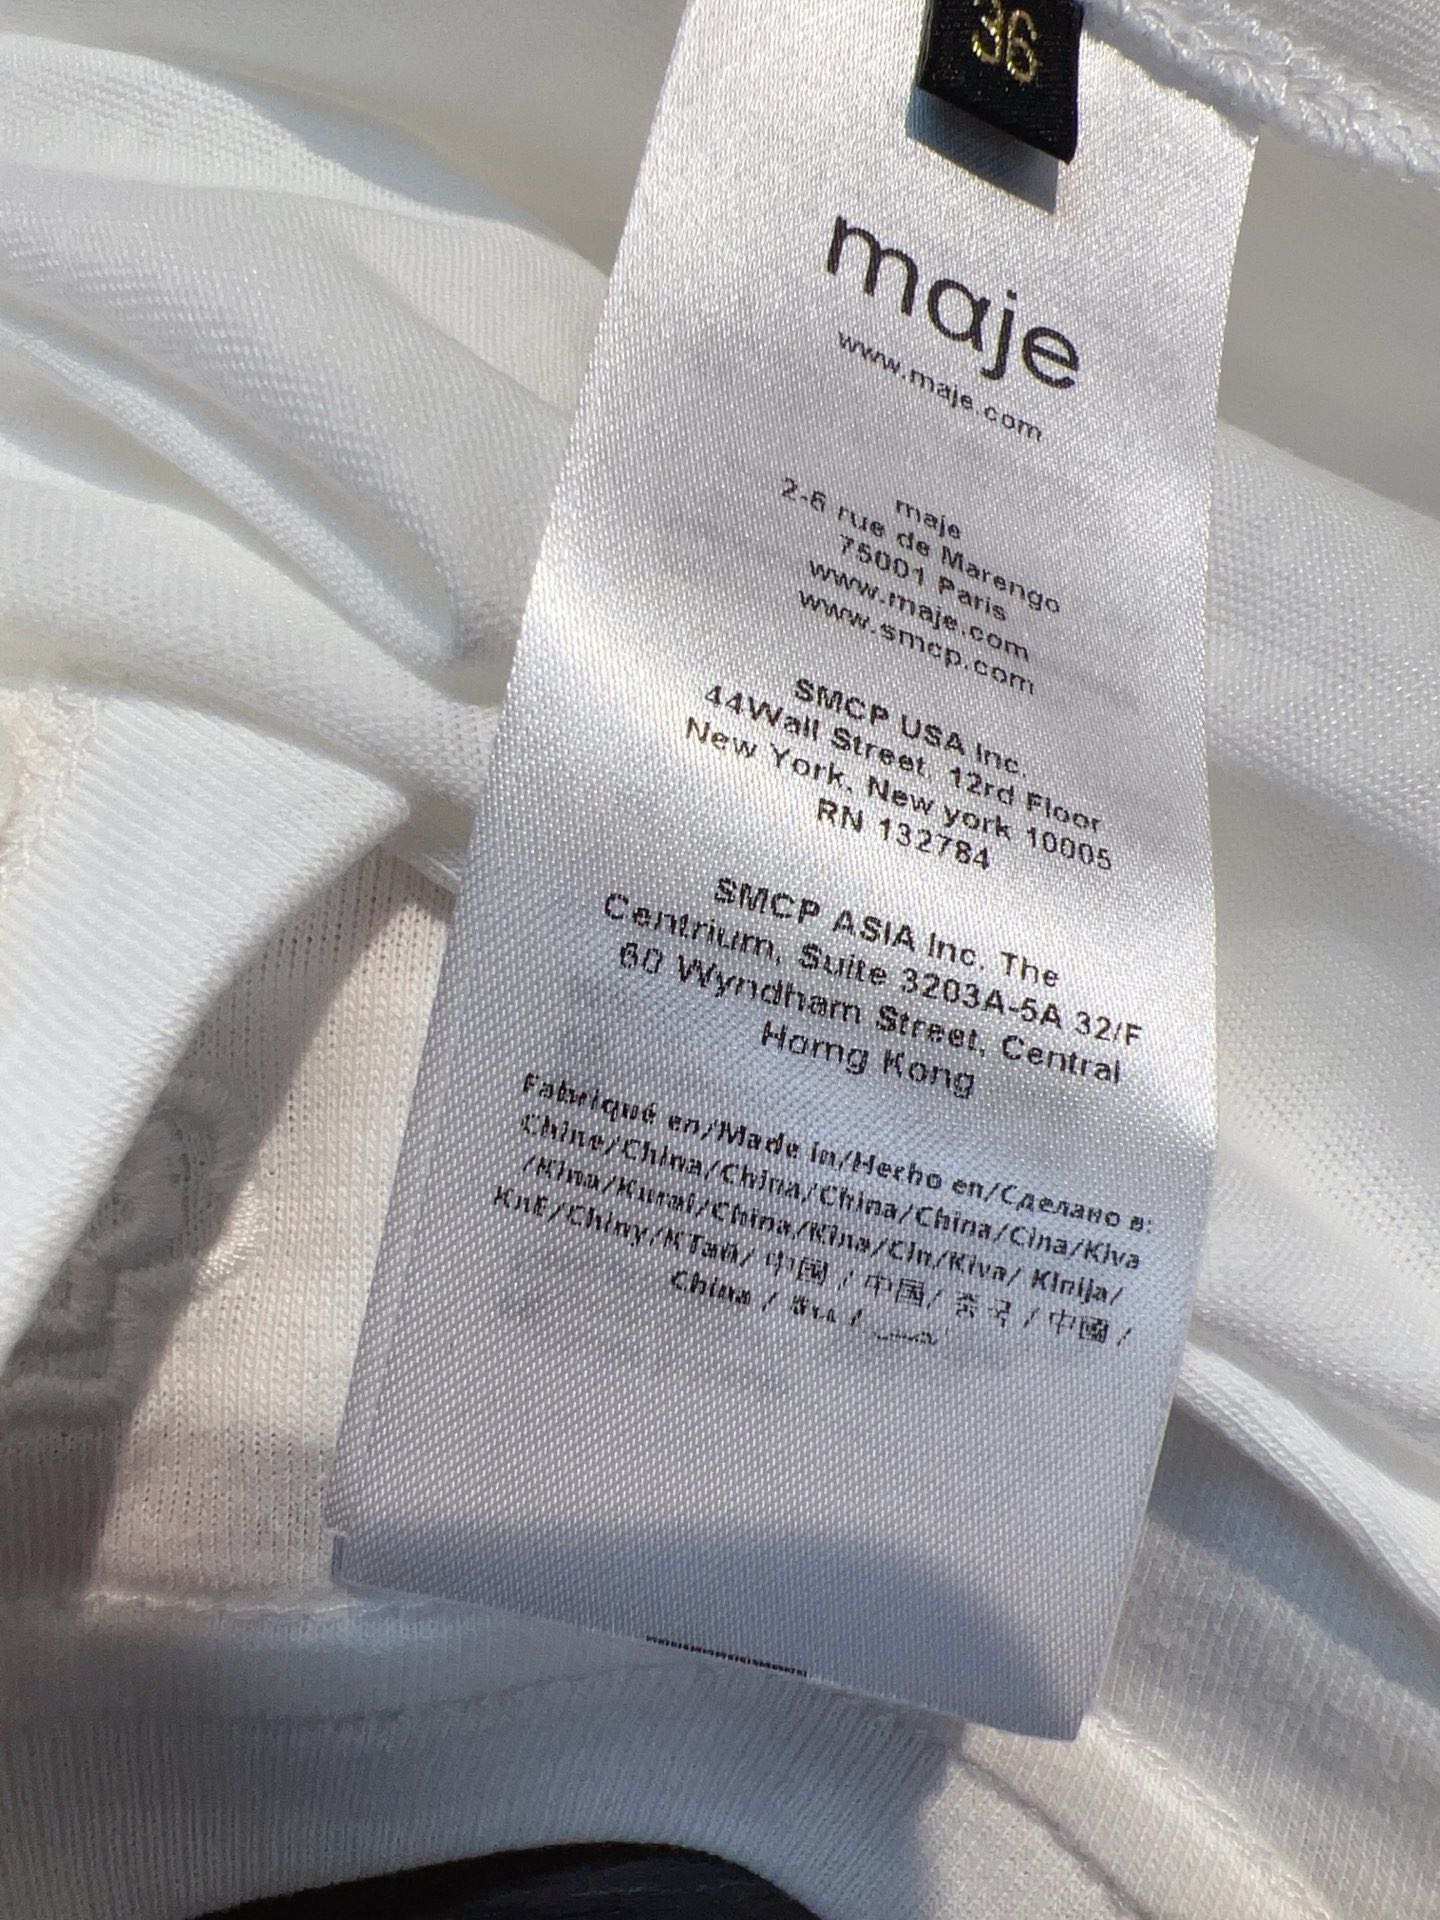 36
maje
www.maje.com
maje
2-6 rue de Marengo
75001 Paris
www.maje.com
www.smcp.com
SMCP USA Inc.
44Wall Street, 12rd Floor
New York, New york 10005
RN 132784
SMCP ASIA Inc. The
Centrium, Suite 3203A-5A 32/F
60 Wyndham Street, Central
Horng Kong
Fabriqué en/Made in/Hecho en/Сделано в:
Chine/China/China/China/China/Cina/Kiva
/Kina/Kurai/China/Kina/Cin/Kiva/ Kinija/
KnE/Chiny/KTaй/ 中国 / 中国/ 중국 / 中國 /
China /